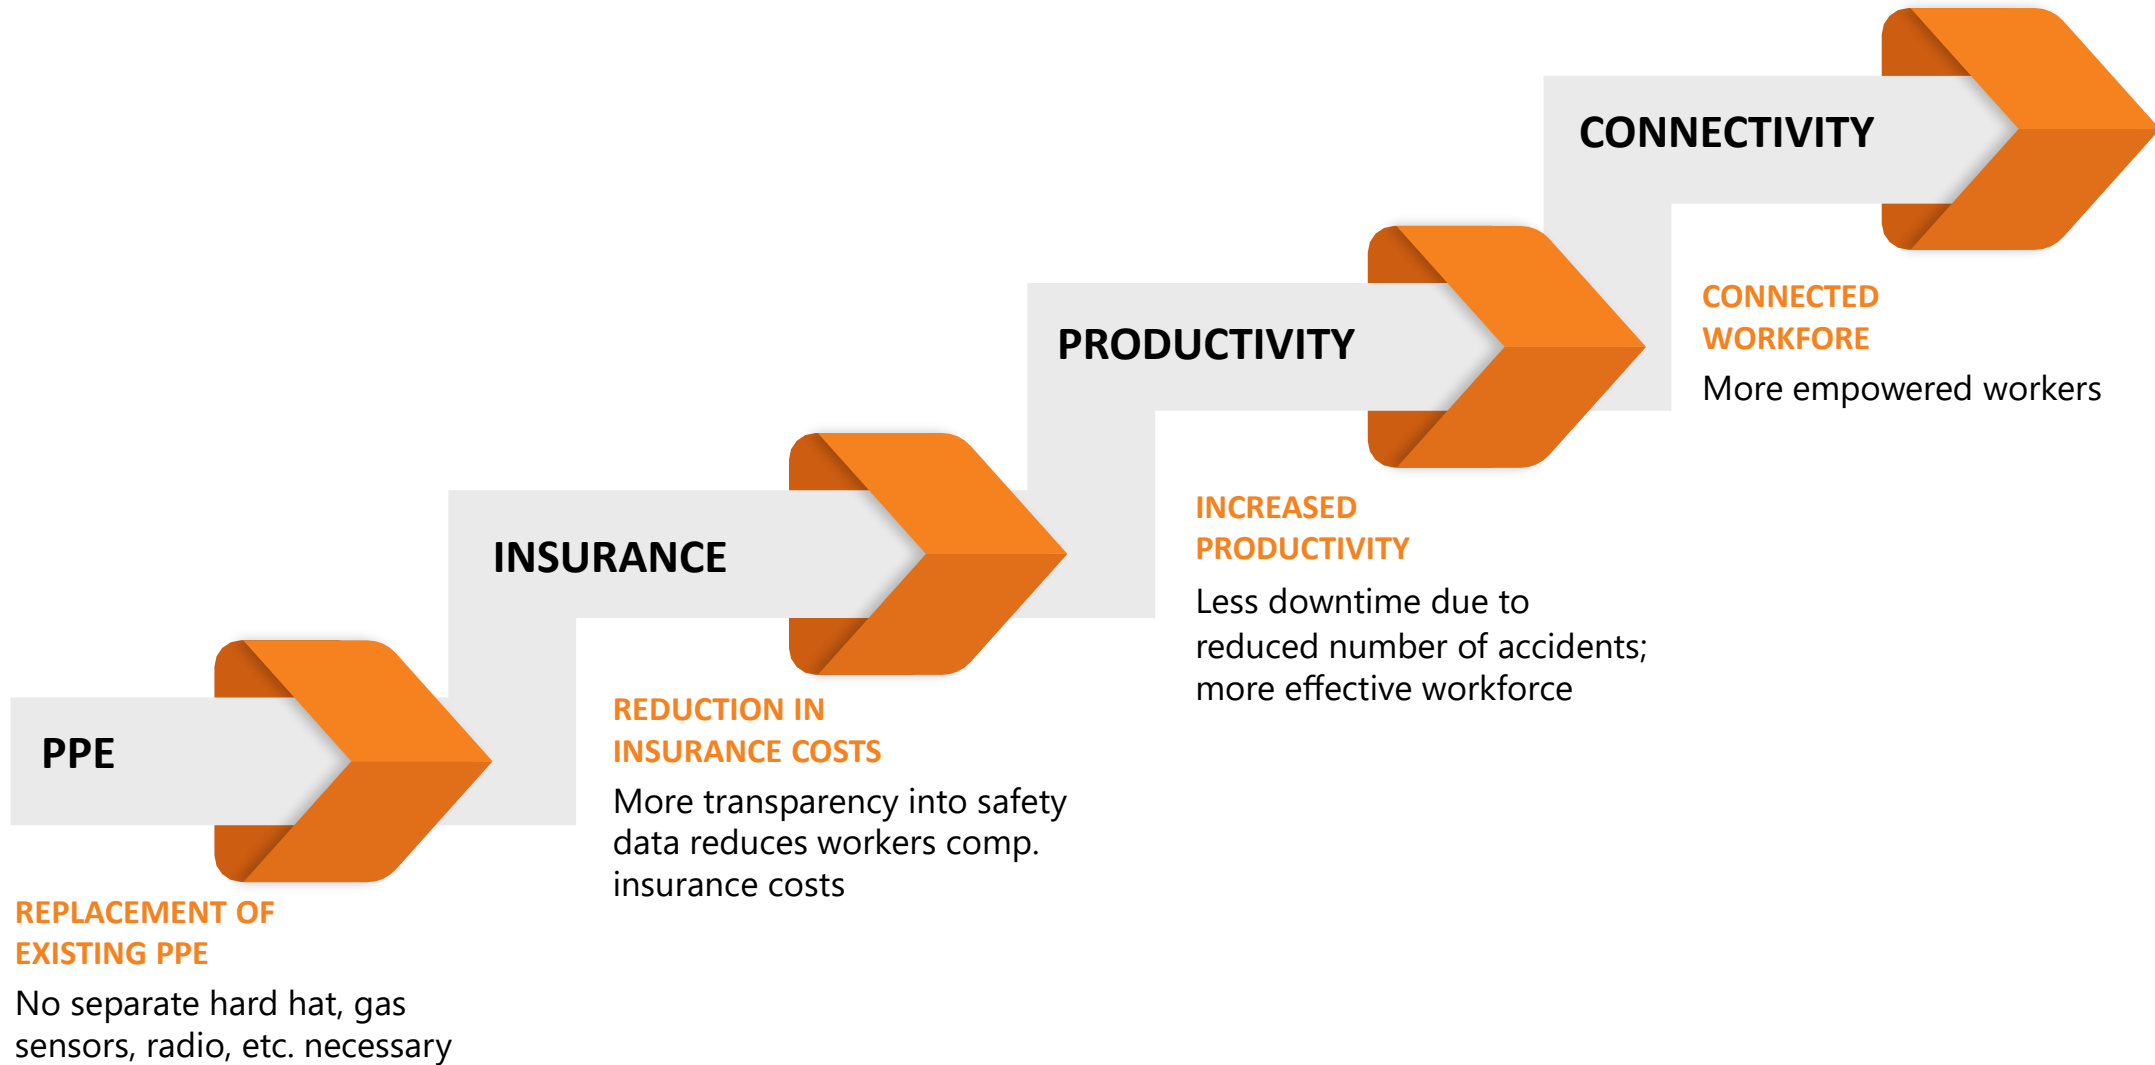 PPE
REPLACEMENT OF
EXISTING PPE
No separate hard hat, gas
sensors, radio, etc. necessary
INSURANCE
REDUCTION IN
INSURANCE COSTS
More transparency into safety
data reduces workers comp.
insurance costs
PRODUCTIVITY
INCREASED
PRODUCTIVITY
Less downtime due to
reduced number of accidents;
more effective workforce
CONNECTIVITY
CONNECTED
WORKFORE
More empowered workers